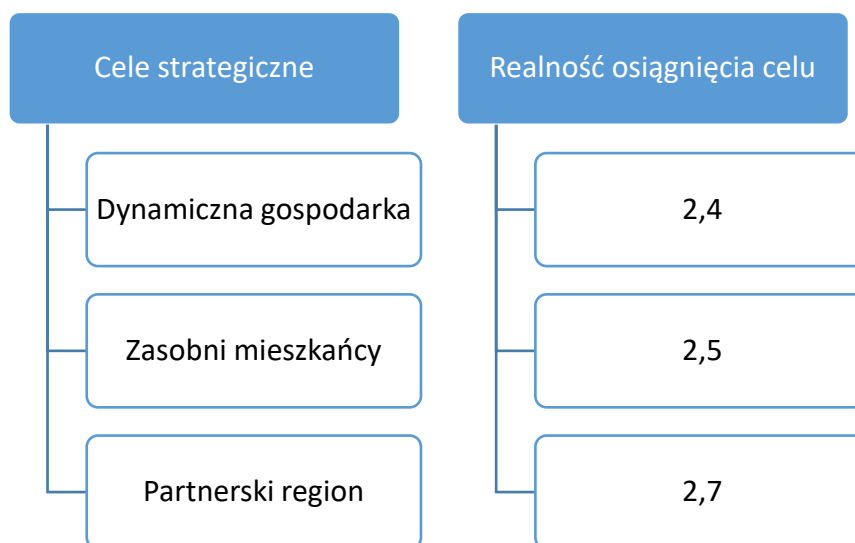 Cele strategiczne
Realność osiągnięcia celu
Dynamiczna gospodarka
2,4
Zasobni mieszkańcy
2,5
Partnerski region
2,7